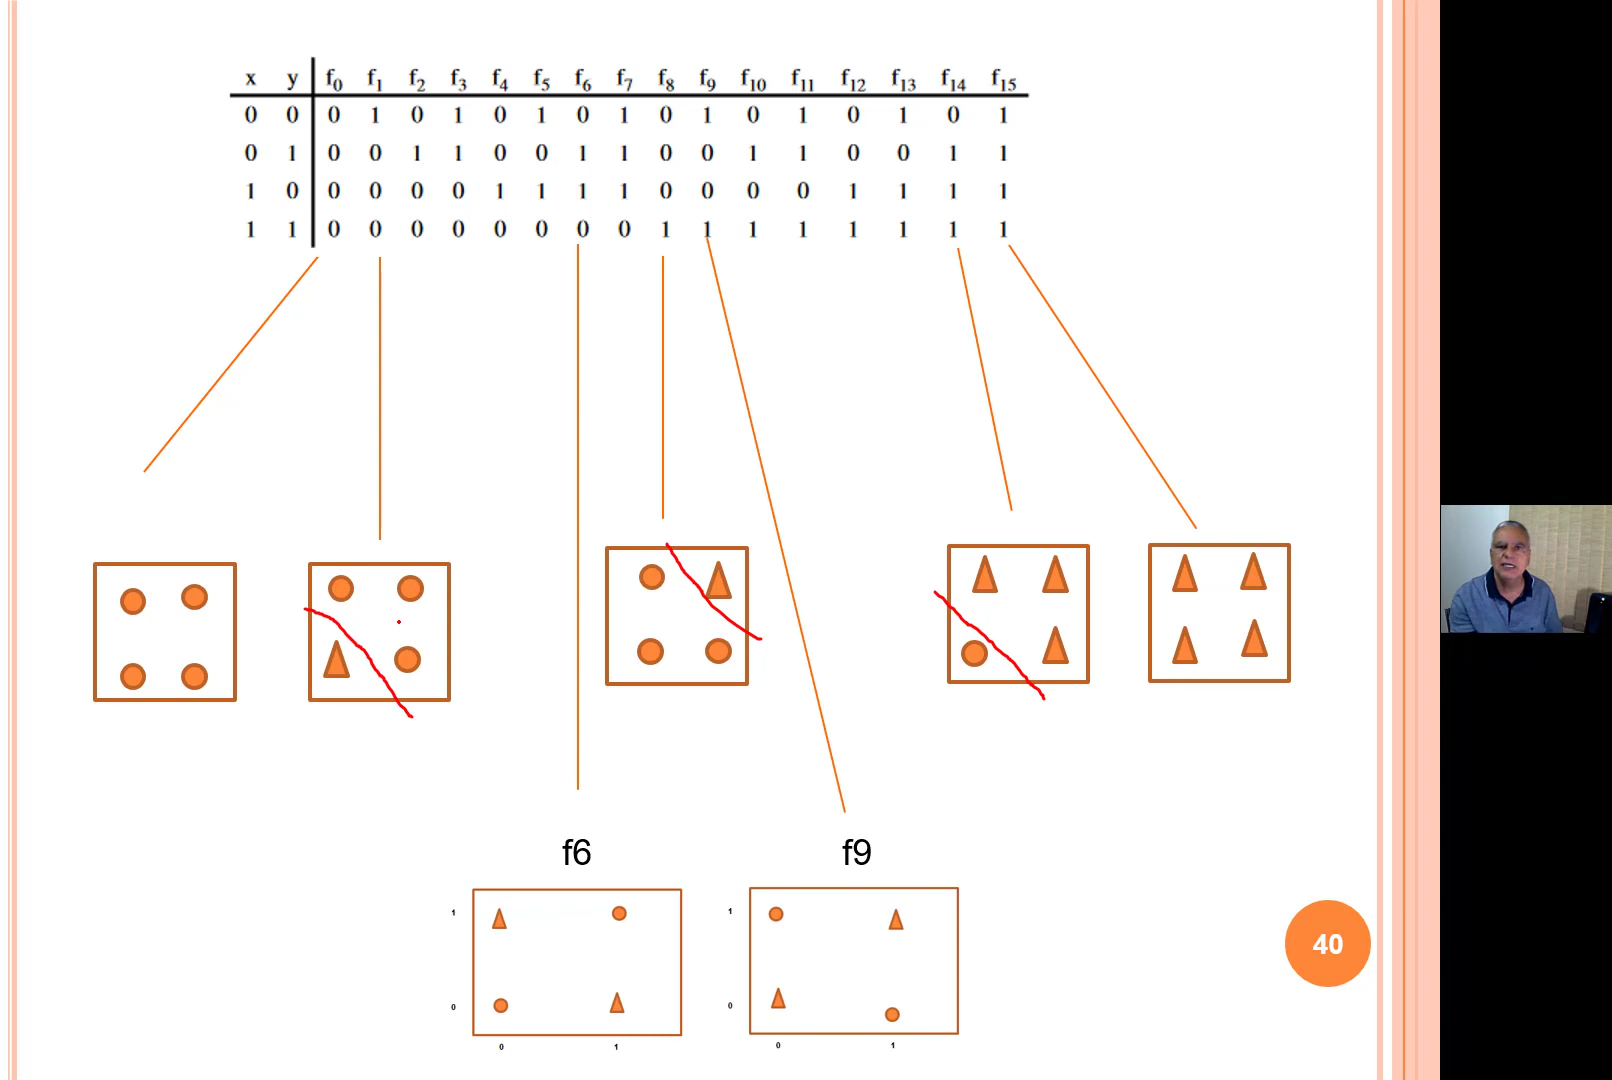 x y f0 f1 f2 f3 f4 f5 f6 f7 f8 f9 f10 f11 f12 f13 f14 f15
0 0 0 1 0 1 0 1 0 1 0 1 0 1 0 1 0 1
0 1 0 0 1 1 0 0 1 1 0 0 1 1 0 0 1 1
1 0 0 0 0 0 1 1 1 1 0 0 0 0 1 1 1 1
1 1 0 0 0 0 0 0 0 0 1 1 1 1 1 1 1 1
f6 f9
1 1
40
0 0
0 1 0 1